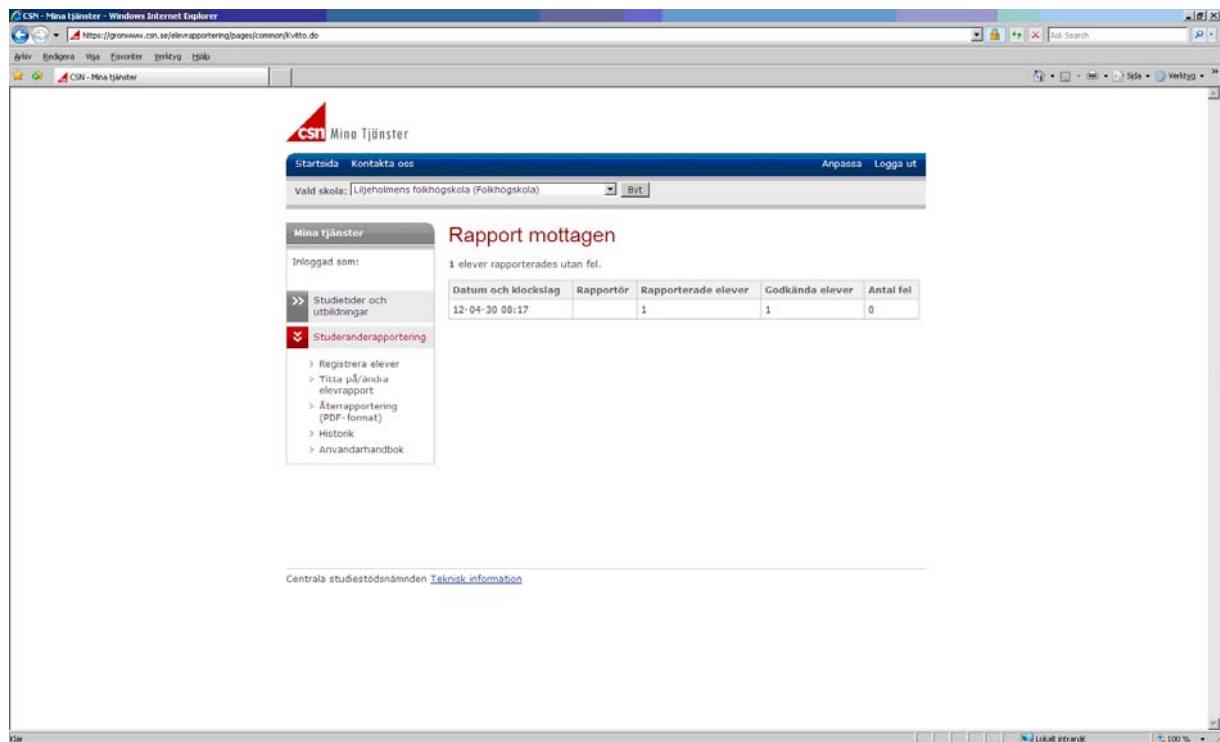 CSN - Mina tjänster - Windows Internet Explorer
https://gronwww.csn.se/elevrapportering/pages/common/Kvitto.do
Ask Search
Arkiv Redigera Visa Favoriter Verktyg Hjälp
CSN - Mina tjänster
Sida Verktyg
csn Mina Tjänster
Startsida Kontakta oss Anpassa Logga ut
Vald skola: Liljeholmens folkhogskola (Folkhogskola) Byt
Mina tjänster
Inloggad som:
Studietider och
utbildningar
Studeranderapportering
Registrera elever
Titta på/ändra
elevrapport
Återrapportering
(PDF-format)
Historik
Användarhandbok
Rapport mottagen
1 elever rapporterades utan fel.
Datum och klockslag Rapportör Rapporterade elever Godkända elever Antal fel
12-04-30 08:17 1 1 0
Centrala studiestödsnämnden Teknisk information
Klar Lokalt intranät 100 %